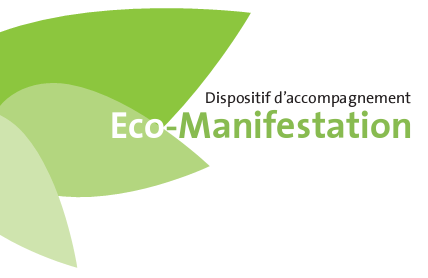 Dispositif d'accompagnement
Eco-Manifestation